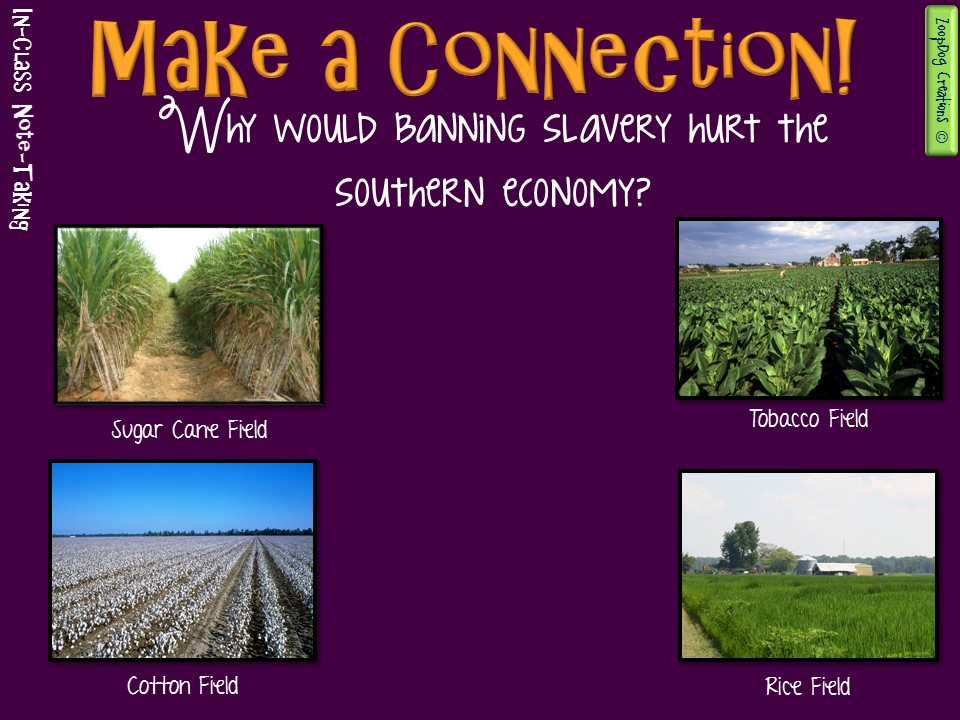 Make a Connection!
Why would banning slavery hurt the
southern economy?
In-Class Note-Taking
ZoopDog Creations ©
Sugar Cane Field
Tobacco Field
Cotton Field
Rice Field